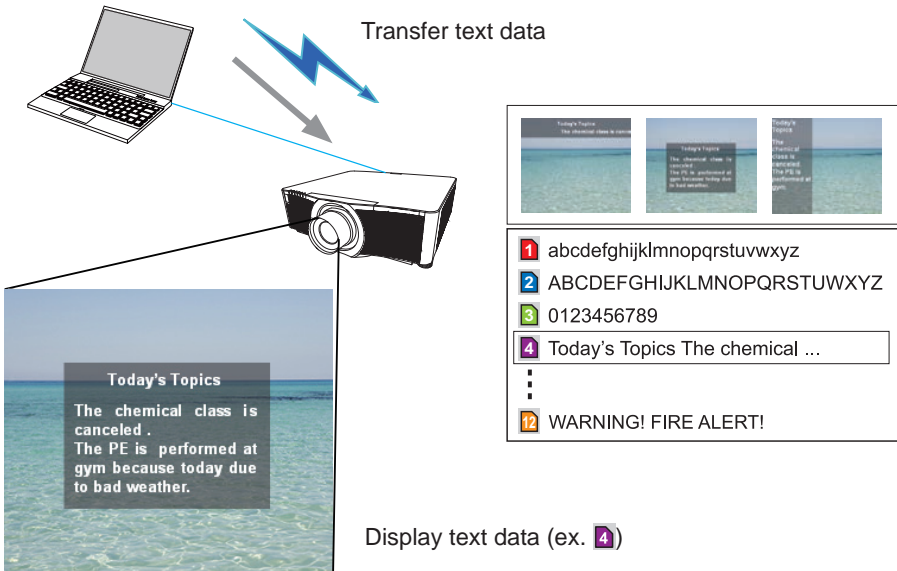 Transfer text data
Today's Topics
The chemical class is cance
Today's Topics
The chemical class is
canceled .
The PE is performed at
gym because today due
to bad weather.
Today's
Topics
The
chemical
class is
canceled
The PE is
performed at
gym
1 abcdefghijklmnopqrstuvwxyz
2 ABCDEFGHIJKLMNOPQRSTUWXYZ
3 0123456789
4 Today's Topics The chemical ...
12 WARNING! FIRE ALERT!
Today's Topics
The chemical class is
canceled .
The PE is performed at
gym because today due
to bad weather.
Display text data (ex. 4)